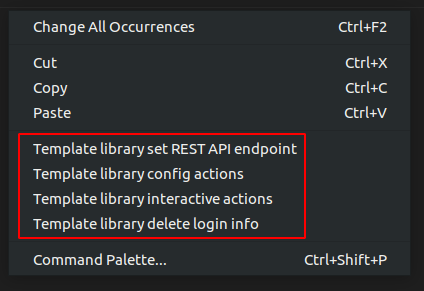 Change All Occurrences Ctrl+F2
Cut Ctrl+X
Copy Ctrl+C
Paste Ctrl+V
Template library set REST API endpoint
Template library config actions
Template library interactive actions
Template library delete login info
Command Palette... Ctrl+Shift+P